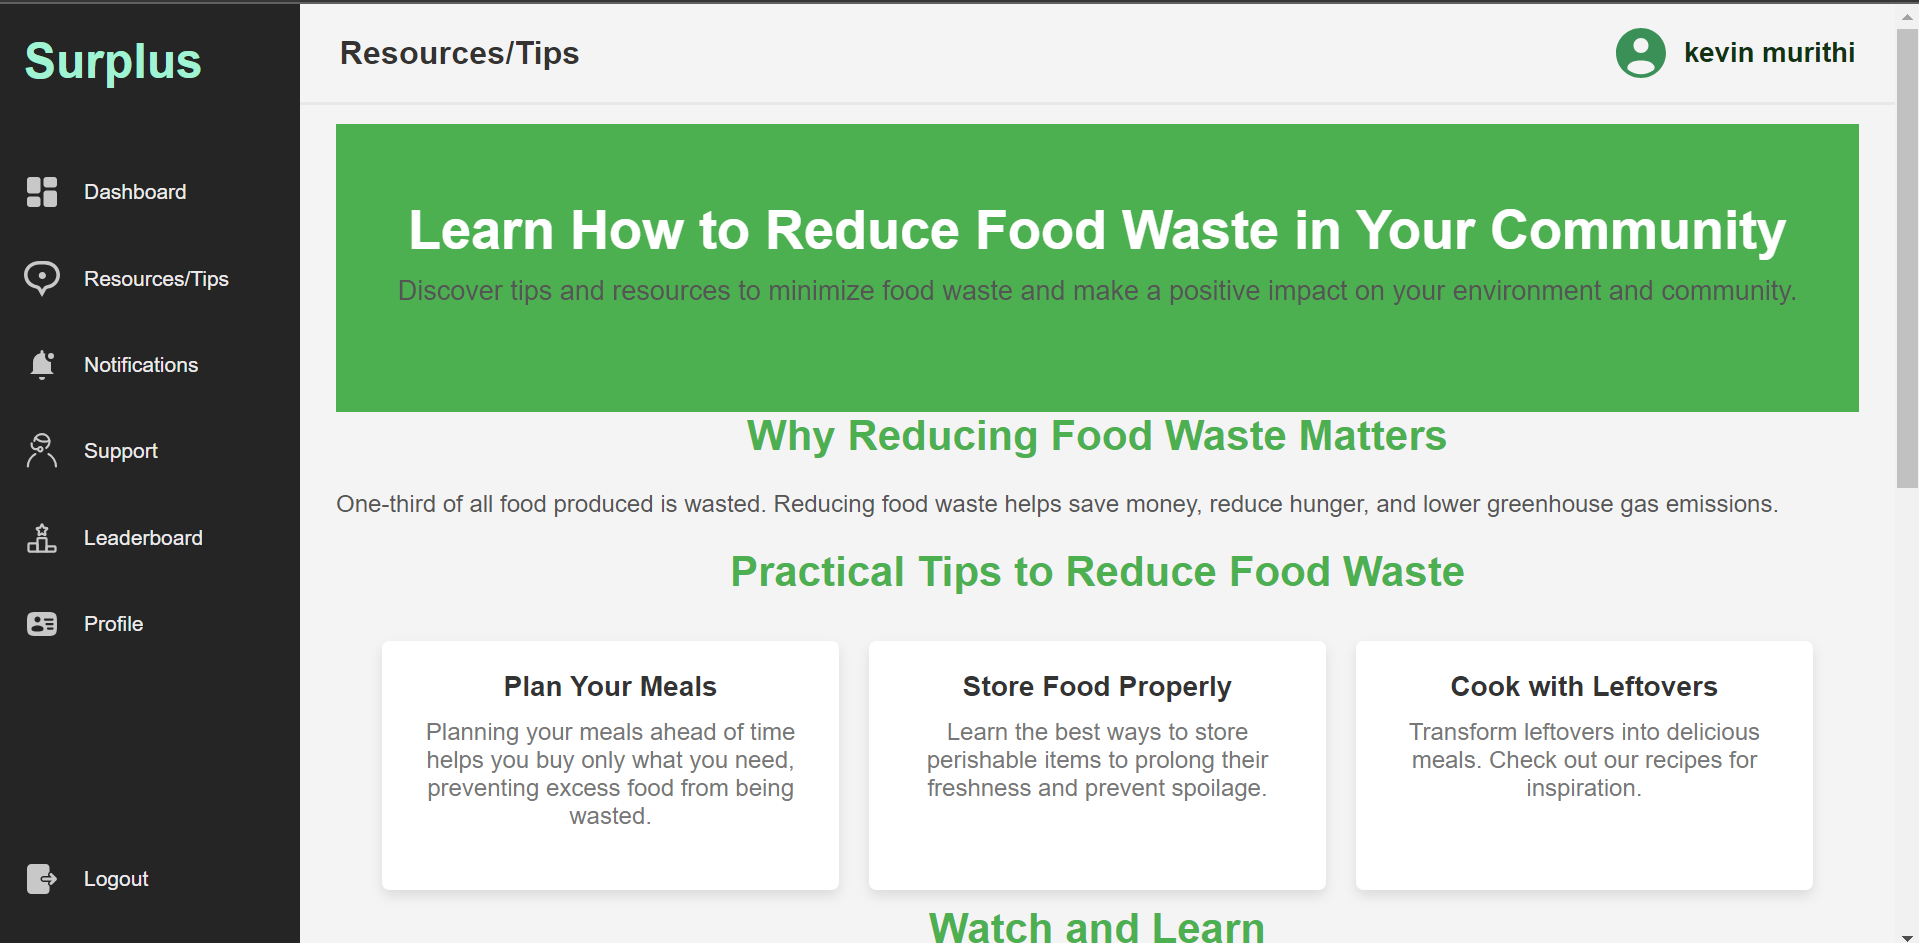 Surplus
Dashboard
Resources/Tips
Notifications
Support
Leaderboard
Profile
Logout
Resources/Tips
kevin murithi
Learn How to Reduce Food Waste in Your Community
Discover tips and resources to minimize food waste and make a positive impact on your environment and community.
Why Reducing Food Waste Matters
One-third of all food produced is wasted. Reducing food waste helps save money, reduce hunger, and lower greenhouse gas emissions.
Practical Tips to Reduce Food Waste
Plan Your Meals
Planning your meals ahead of time
helps you buy only what you need,
preventing excess food from being
wasted.
Store Food Properly
Learn the best ways to store
perishable items to prolong their
freshness and prevent spoilage.
Cook with Leftovers
Transform leftovers into delicious
meals. Check out our recipes for
inspiration.
Watch and Learn